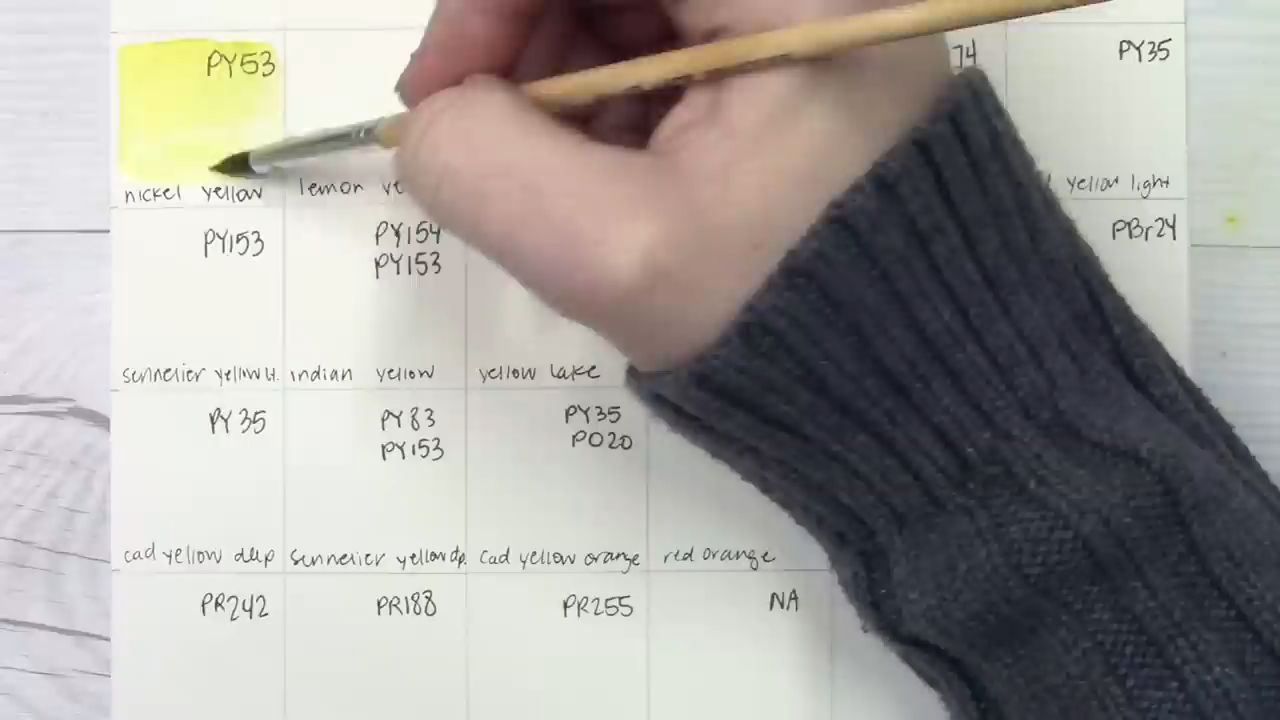 PY53 74 PY35
nickel yellow lemon ye yellow light
PY153 PY154 PBr24
PY153
sennelier yellow lt. indian yellow yellow lake
PY35 PY83 PY35
PY153 PO20
cad yellow deep sennelier yellow dp. cad yellow orange red orange
PR242 PR188 PR255 NA